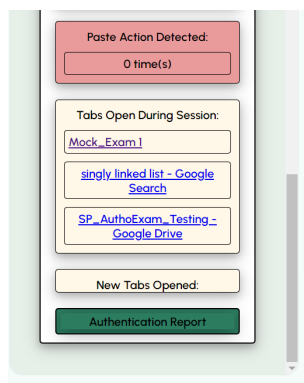 Paste Action Detected:
0 time(s)
Tabs Open During Session:
Mock_Exam 1
singly linked list - Google
Search
SP_AuthoExam_Testing -
Google Drive
New Tabs Opened:
Authentication Report